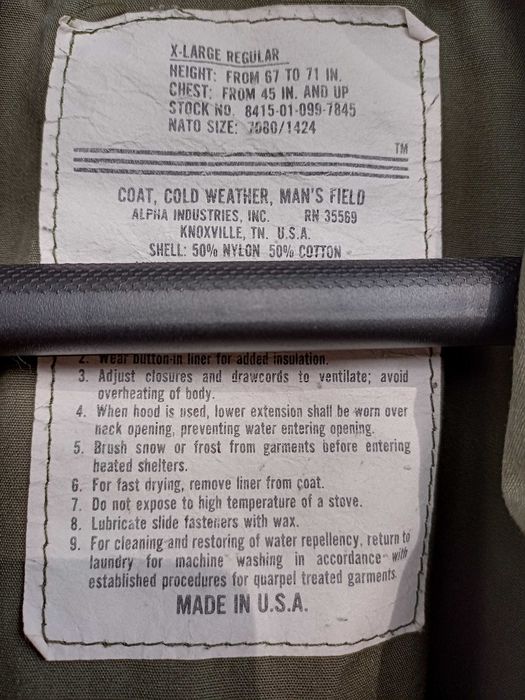 X-LARGE REGULAR
HEIGHT: FROM 67 TO 71 IN.
CHEST: FROM 45 IN. AND UP
STOCK NO. 8415-01-099-7845
NATO SIZE: 7080/1424
TM
COAT, COLD WEATHER, MAN'S FIELD
ALPHA INDUSTRIES, INC. RN 35569
KNOXVILLE, TN. U.S.A.
SHELL: 50% NYLON 50% COTTON
2. Wear button-in liner for added insulation.
3. Adjust closures and drawcords to ventilate; avoid
overheating of body.
4. When hood is used, lower extension shall be worn over
neck opening, preventing water entering opening.
5. Brush snow or frost from garments before entering
heated shelters.
6. For fast drying, remove liner from coat.
7. Do not expose to high temperature of a stove.
8. Lubricate slide fasteners with wax.
9. For cleaning and restoring of water repellency, return to
laundry for machine washing in accordance with
established procedures for quarpel treated garments.
MADE IN U.S.A.